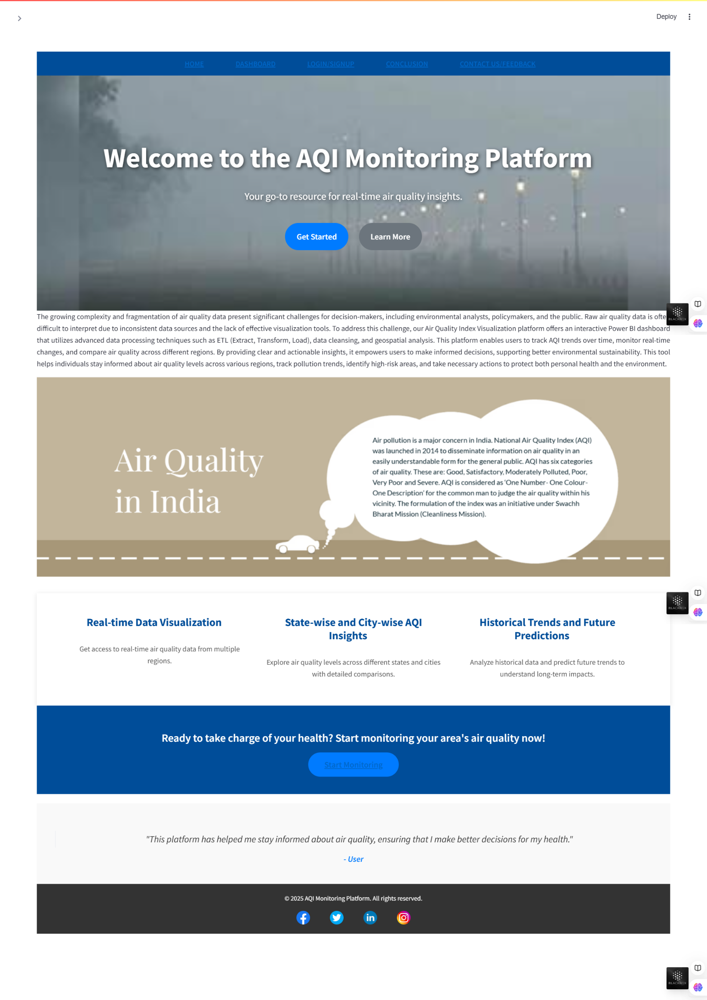 Deploy
HOME DASHBOARD LOGIN/SIGNUP CONCLUSION CONTACT US/FEEDBACK
Welcome to the AQI Monitoring Platform
Your go-to resource for real-time air quality insights.
Get Started Learn More
The growing complexity and fragmentation of air quality data present significant challenges for decision-makers, including environmental analysts, policymakers, and the public. Raw air quality data is ofte
BLACKBOX
difficult to interpret due to inconsistent data sources and the lack of effective visualization tools. To address this challenge, our Air Quality Index Visualization platform offers an interactive Power BI dashboard
that utilizes advanced data processing techniques such as ETL (Extract, Transform, Load), data cleansing, and geospatial analysis. This platform enables users to track AQI trends over time, monitor real-time
changes, and compare air quality across different regions. By providing clear and actionable insights, it empowers users to make informed decisions, supporting better environmental sustainability. This tool
helps individuals stay informed about air quality levels across various regions, track pollution trends, identify high-risk areas, and take necessary actions to protect both personal health and the environment.
Air Quality
in India
Air pollution is a major concern in India. National Air Quality Index (AQI)
was launched in 2014 to disseminate information on air quality in an
easily understandable form for the general public. AQI has six categories
of air quality. These are: Good, Satisfactory, Moderately Polluted, Poor,
Very Poor and Severe. AQI is considered as ‘One Number- One Colour-
One Description’ for the common man to judge the air quality within his
vicinity. The formulation of the index was an initiative under Swachh
Bharat Mission (Cleanliness Mission).
BLACKBOX
Real-time Data Visualization
Get access to real-time air quality data from multiple
regions.
State-wise and City-wise AQI
Insights
Explore air quality levels across different states and cities
with detailed comparisons.
Historical Trends and Future
Predictions
Analyze historical data and predict future trends to
understand long-term impacts.
Ready to take charge of your health? Start monitoring your area's air quality now!
Start Monitoring
"This platform has helped me stay informed about air quality, ensuring that I make better decisions for my health."
- User
© 2025 AQI Monitoring Platform. All rights reserved.
BLACKBOX